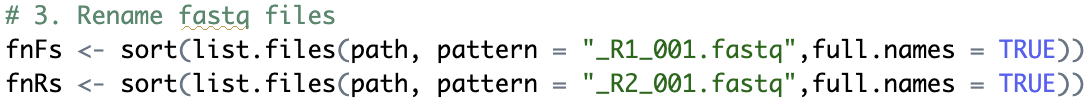 # 3. Rename fastq files
fnFs <- sort(list.files(path, pattern = "_R1_001.fastq",full.names = TRUE))
fnRs <- sort(list.files(path, pattern = "_R2_001.fastq",full.names = TRUE))